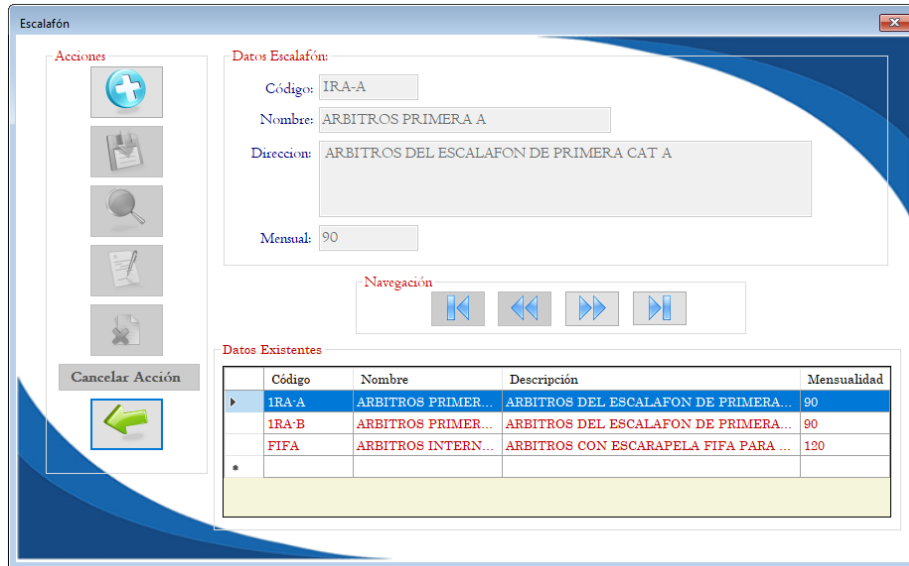 Escalafón
Acciones
Cancelar Acción
Datos Escalafón:
Código: 1RA-A
Nombre: ARBITROS PRIMERA A
Direccion: ARBITROS DEL ESCALAFON DE PRIMERA CAT A
Mensual: 90
Navegación
Datos Existentes
Código Nombre Descripción Mensualidad
1RA-A ARBITROS PRIMER... ARBITROS DEL ESCALAFON DE PRIMERA... 90
1RA-B ARBITROS PRIMER... ARBITROS DEL ESCALAFON DE PRIMERA... 90
FIFA ARBITROS INTERN... ARBITROS CON ESCARAPELA FIFA PARA ... 120